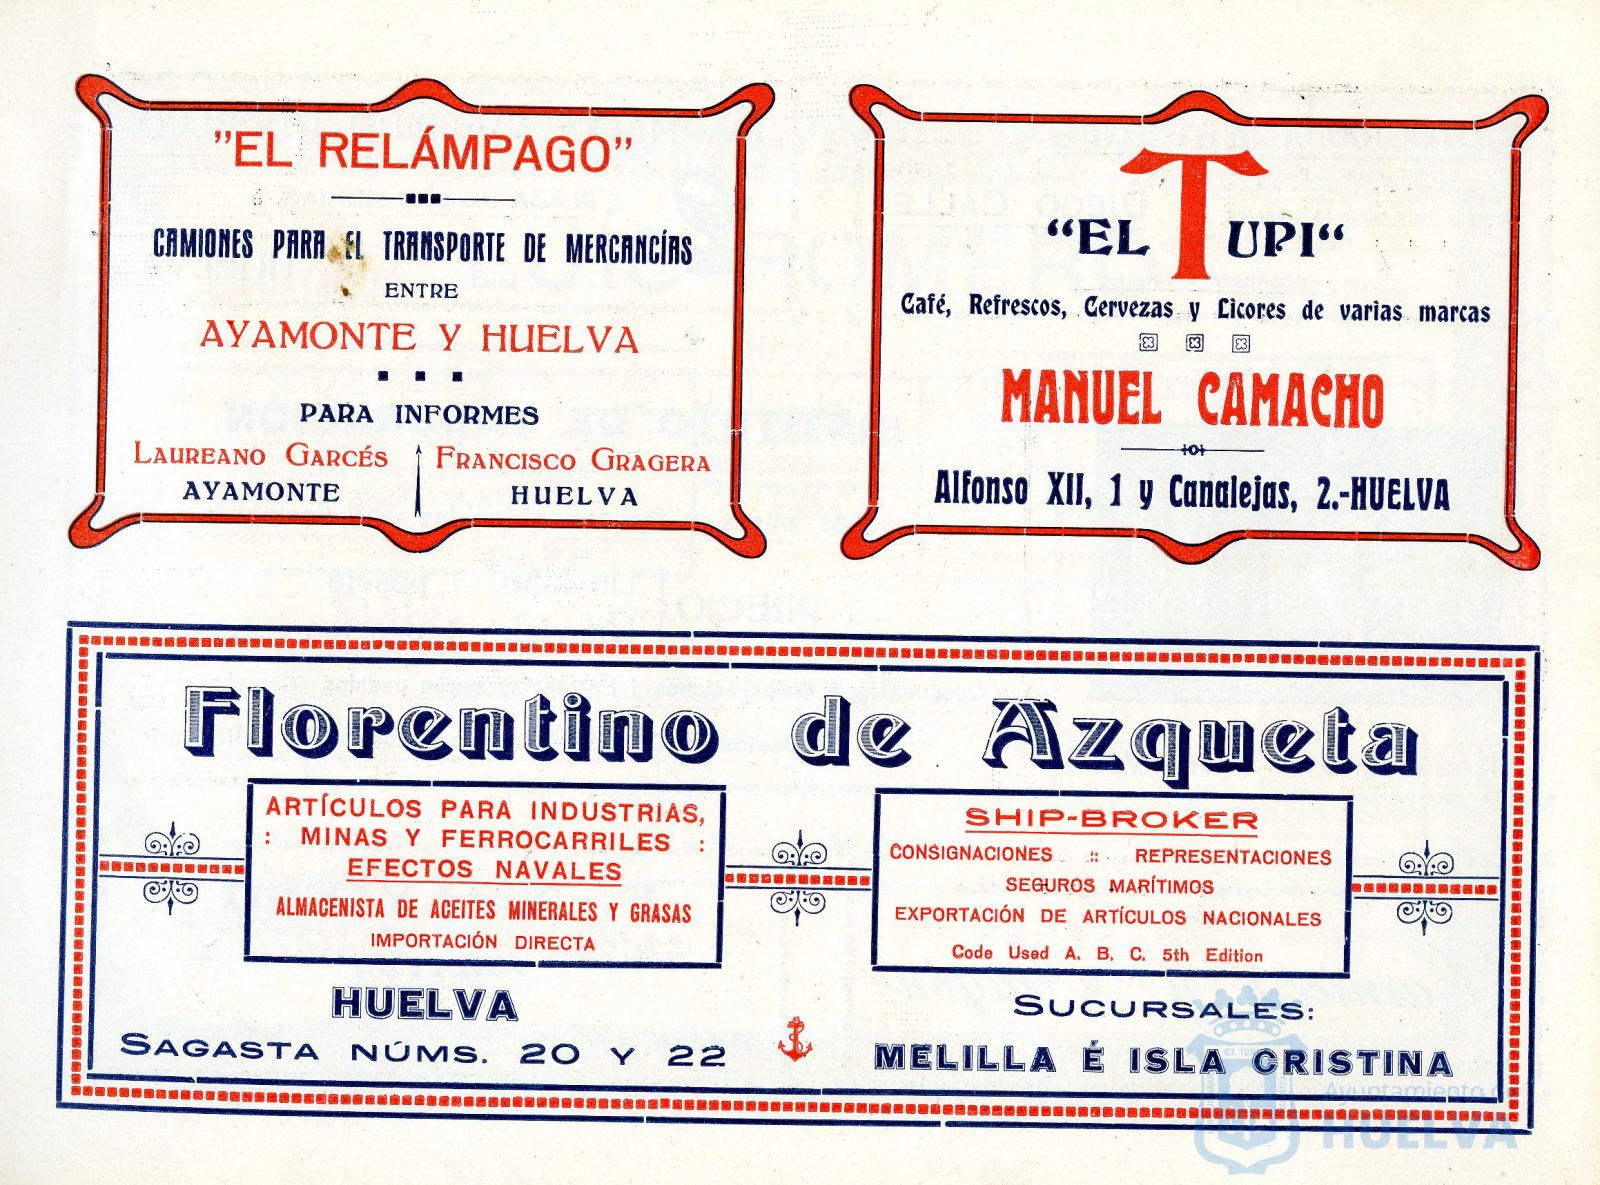 "EL RELÁMPAGO"
CAMIONES PARA EL TRANSPORTE DE MERCANCÍAS
ENTRE
AYAMONTE Y HUELVA
PARA INFORMES
LAUREANO GARCÉS
AYAMONTE
FRANCISCO GRAGERA
HUELVA
"EL TUPI"
Café, Refrescos, Cervezas y Licores de varias marcas
MANUEL CAMACHO
Alfonso XII, 1 y Canalejas, 2.-HUELVA
Florentino de Azqueta
ARTÍCULOS PARA INDUSTRIAS,
: MINAS Y FERROCARRILES :
EFECTOS NAVALES
ALMACENISTA DE ACEITES MINERALES Y GRASAS
IMPORTACIÓN DIRECTA
HUELVA
SAGASTA NÚMS. 20 Y 22
SHIP-BROKER
CONSIGNACIONES :: REPRESENTACIONES
SEGUROS MARÍTIMOS
EXPORTACIÓN DE ARTÍCULOS NACIONALES
Code Used A. B. C. 5th Edition
SUCURSALES:
MELILLA É ISLA CRISTINA
Ayuntamiento
HUELVA